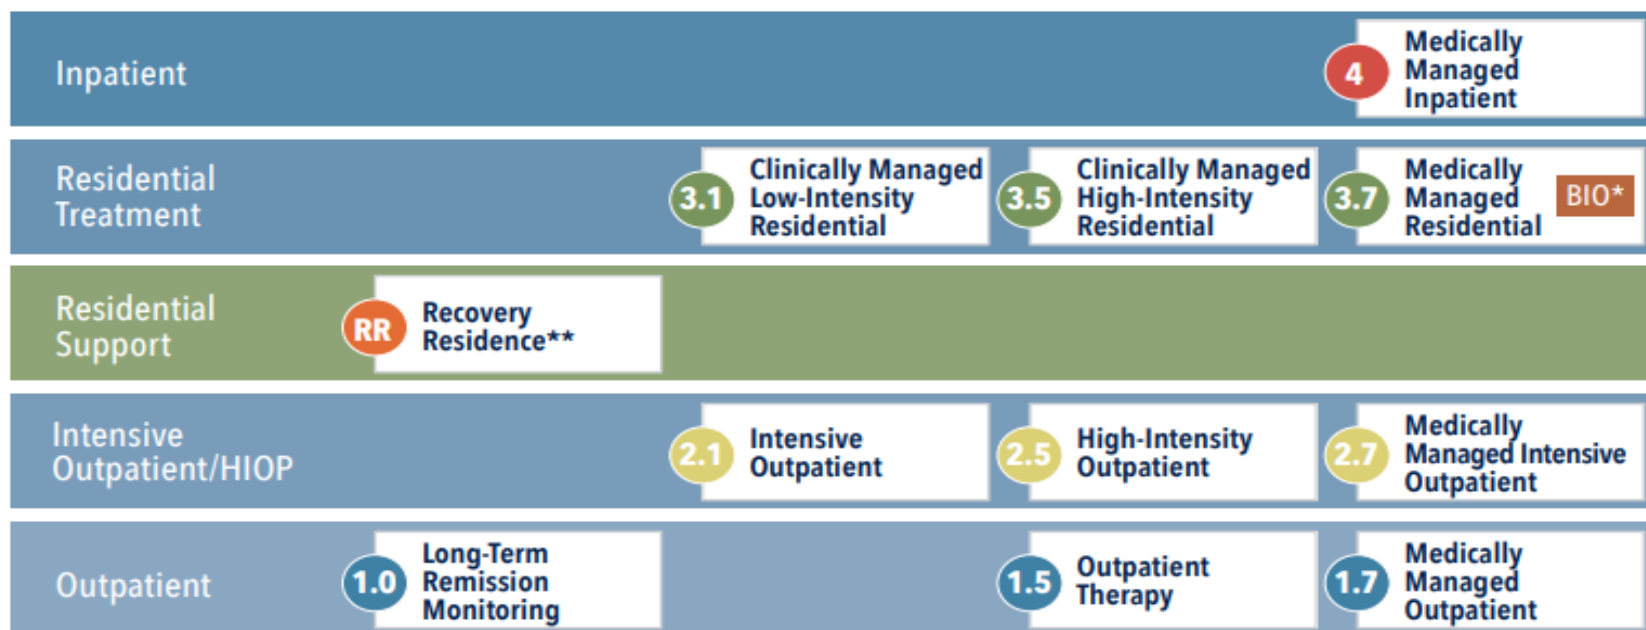 Inpatient
4
Medically
Managed
Inpatient
Residential
Treatment
3.1
Clinically Managed
Low-Intensity
Residential
3.5
Clinically Managed
High-Intensity
Residential
3.7
Medically
Managed
Residential
BIO*
Residential
Support
RR
Recovery
Residence**
Intensive
Outpatient/HIOP
2.1
Intensive
Outpatient
2.5
High-Intensity
Outpatient
2.7
Medically
Managed Intensive
Outpatient
Outpatient
1.0
Long-Term
Remission
Monitoring
1.5
Outpatient
Therapy
1.7
Medically
Managed
Outpatient